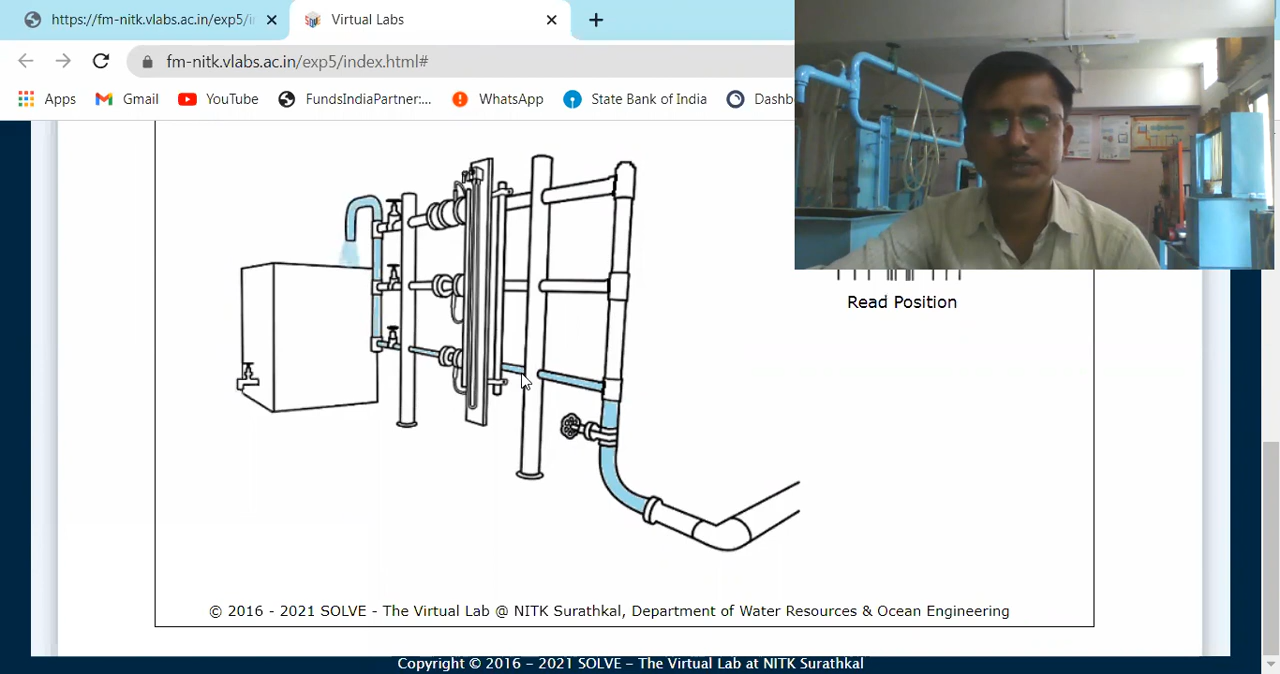 https://fm-nitk.vlabs.ac.in/exp5/i
Virtual Labs
fm-nitk.vlabs.ac.in/exp5/index.html#
Apps
Gmail
YouTube
FundsIndiaPartner:...
WhatsApp
State Bank of India
Dashb
Read Position
© 2016 - 2021 SOLVE - The Virtual Lab @ NITK Surathkal, Department of Water Resources & Ocean Engineering
Copyright © 2016 – 2021 SOLVE – The Virtual Lab at NITK Surathkal